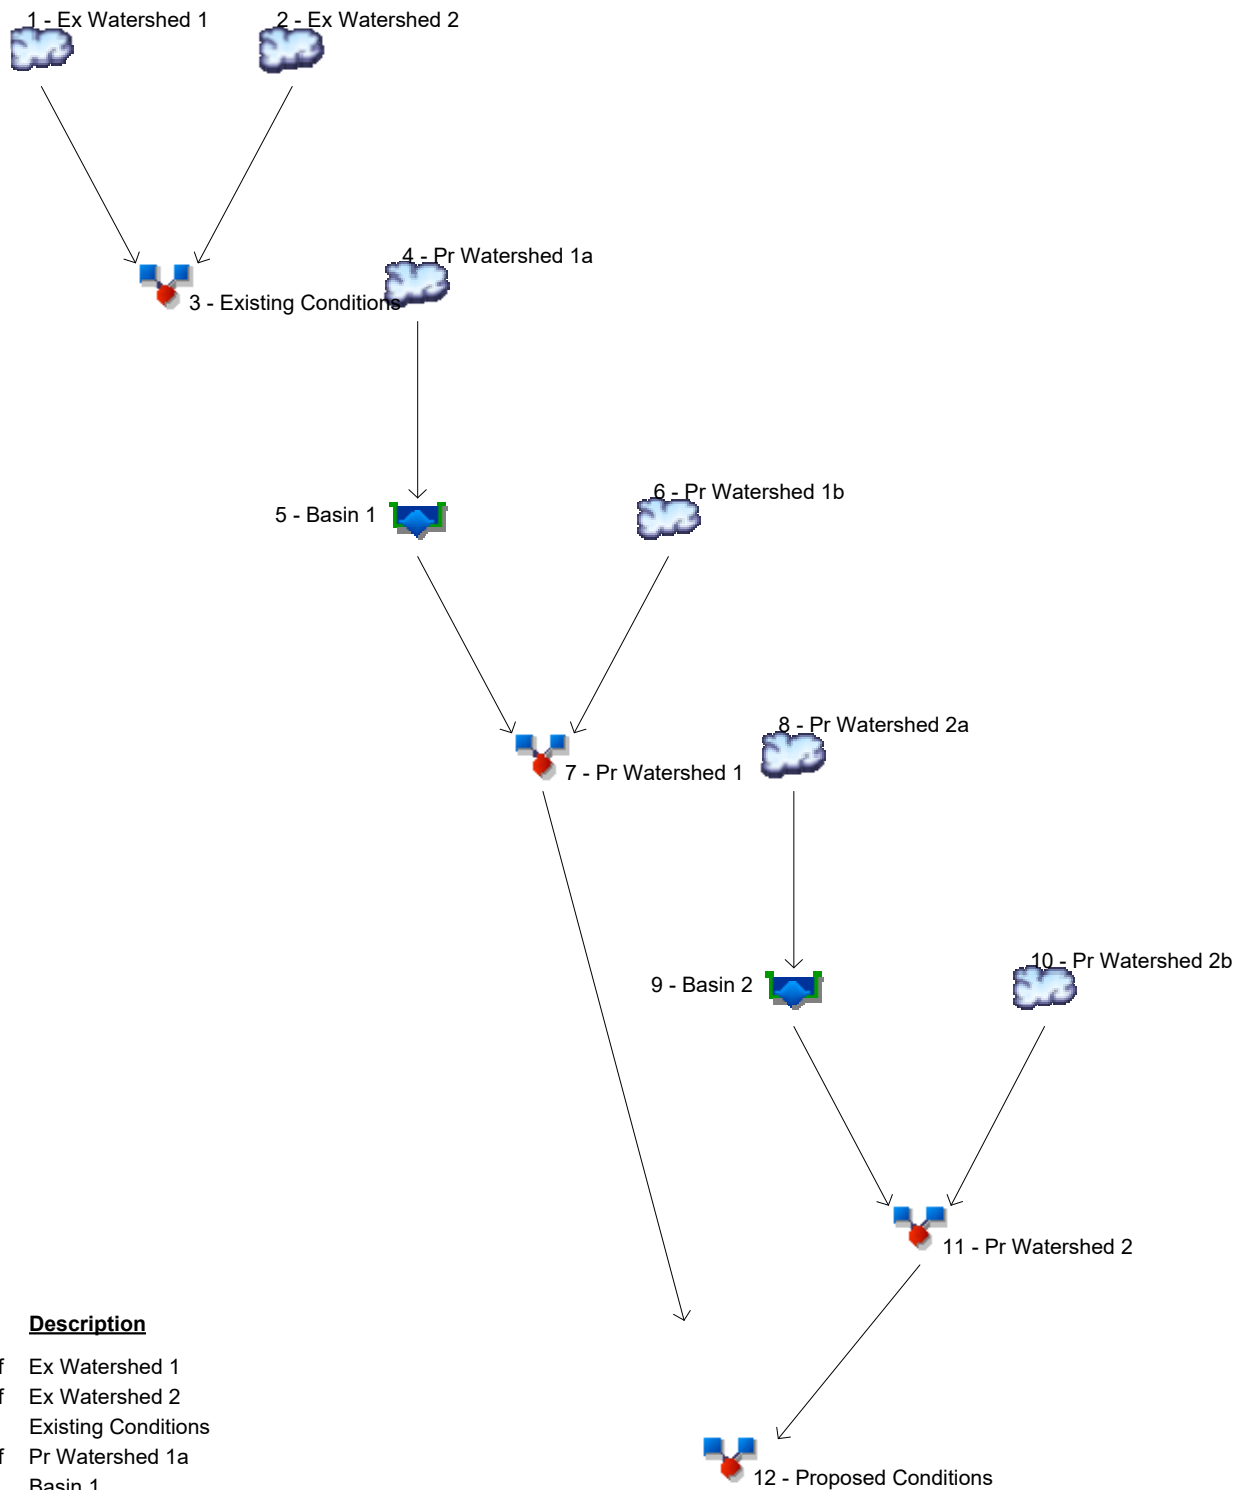 1 - Ex Watershed 1
2 - Ex Watershed 2
4 - Pr Watershed 1a
3 - Existing Conditions
6 - Pr Watershed 1b
5 - Basin 1
8 - Pr Watershed 2a
7 - Pr Watershed 1
10 - Pr Watershed 2b
9 - Basin 2
11 - Pr Watershed 2
Description
f Ex Watershed 1
f Ex Watershed 2
Existing Conditions
f Pr Watershed 1a
12 - Proposed Conditions
Basin 1